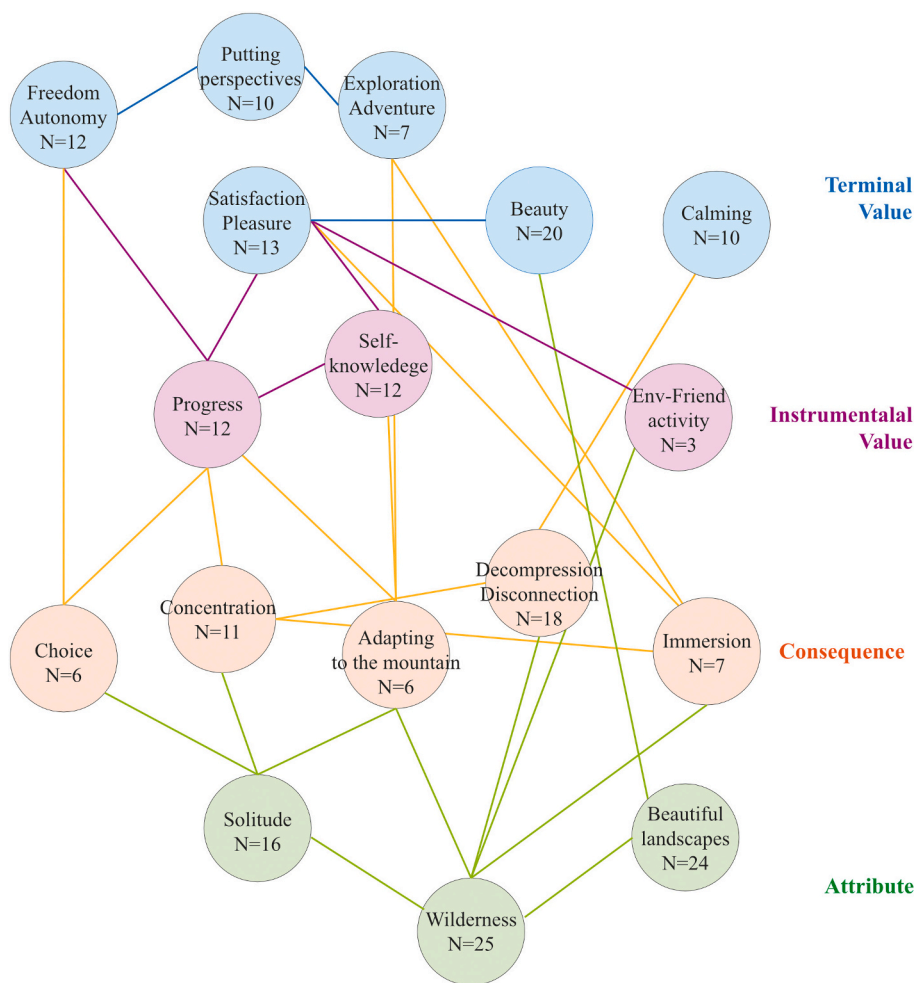 Putting
perspectives
N=10
Exploration
Adventure
N=7
Freedom
Autonomy
N=12
Satisfaction
Pleasure
N=13
Beauty
N=20
Calming
N=10
Terminal
Value
Self-
knowledege
N=12
Progress
N=12
Env-Friend
activity
N=3
Instrumentalal
Value
Decompression
Disconnection
N=18
Concentration
N=11
Choice
N=6
Adapting
to the mountain
N=6
Immersion
N=7
Consequence
Solitude
N=16
Beautiful
landscapes
N=24
Wilderness
N=25
Attribute